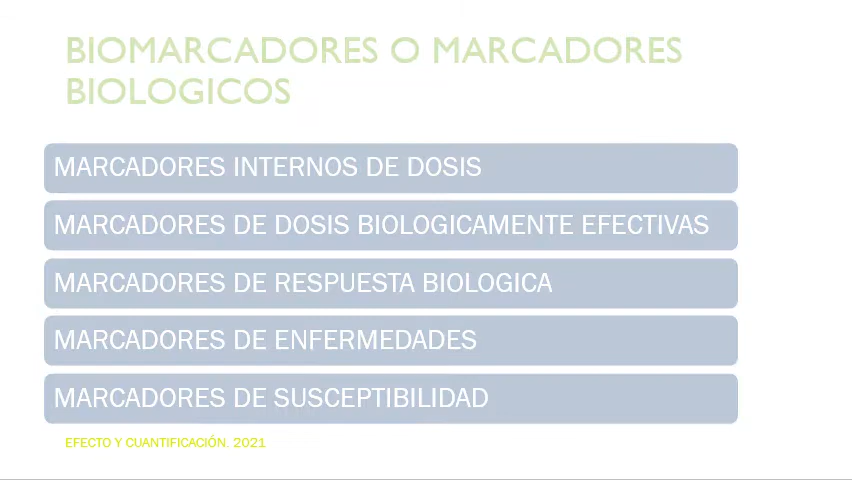 BIOMARCADORES O MARCADORES
BIOLOGICOS
MARCADORES INTERNOS DE DOSIS
MARCADORES DE DOSIS BIOLOGICAMENTE EFECTIVAS
MARCADORES DE RESPUESTA BIOLOGICA
MARCADORES DE ENFERMEDADES
MARCADORES DE SUSCEPTIBILIDAD
EFECTO Y CUANTIFICACIÓN. 2021